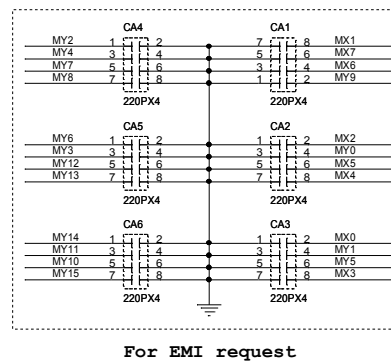 CA4 CA1
MY2 1 2 7 8 MX1
MY4 3 4 5 6 MX7
MY7 5 6 3 4 MX6
MY8 7 8 1 2 MY9
220PX4 220PX4
CA5 CA2
MY6 1 2 1 2 MX2
MY3 3 4 3 4 MY0
MY12 5 6 5 6 MX5
MY13 7 8 7 8 MX4
220PX4 220PX4
CA6 CA3
MY14 1 2 1 2 MX0
MY11 3 4 3 4 MY1
MY10 5 6 5 6 MY5
MY15 7 8 7 8 MX3
220PX4 220PX4
For EMI request